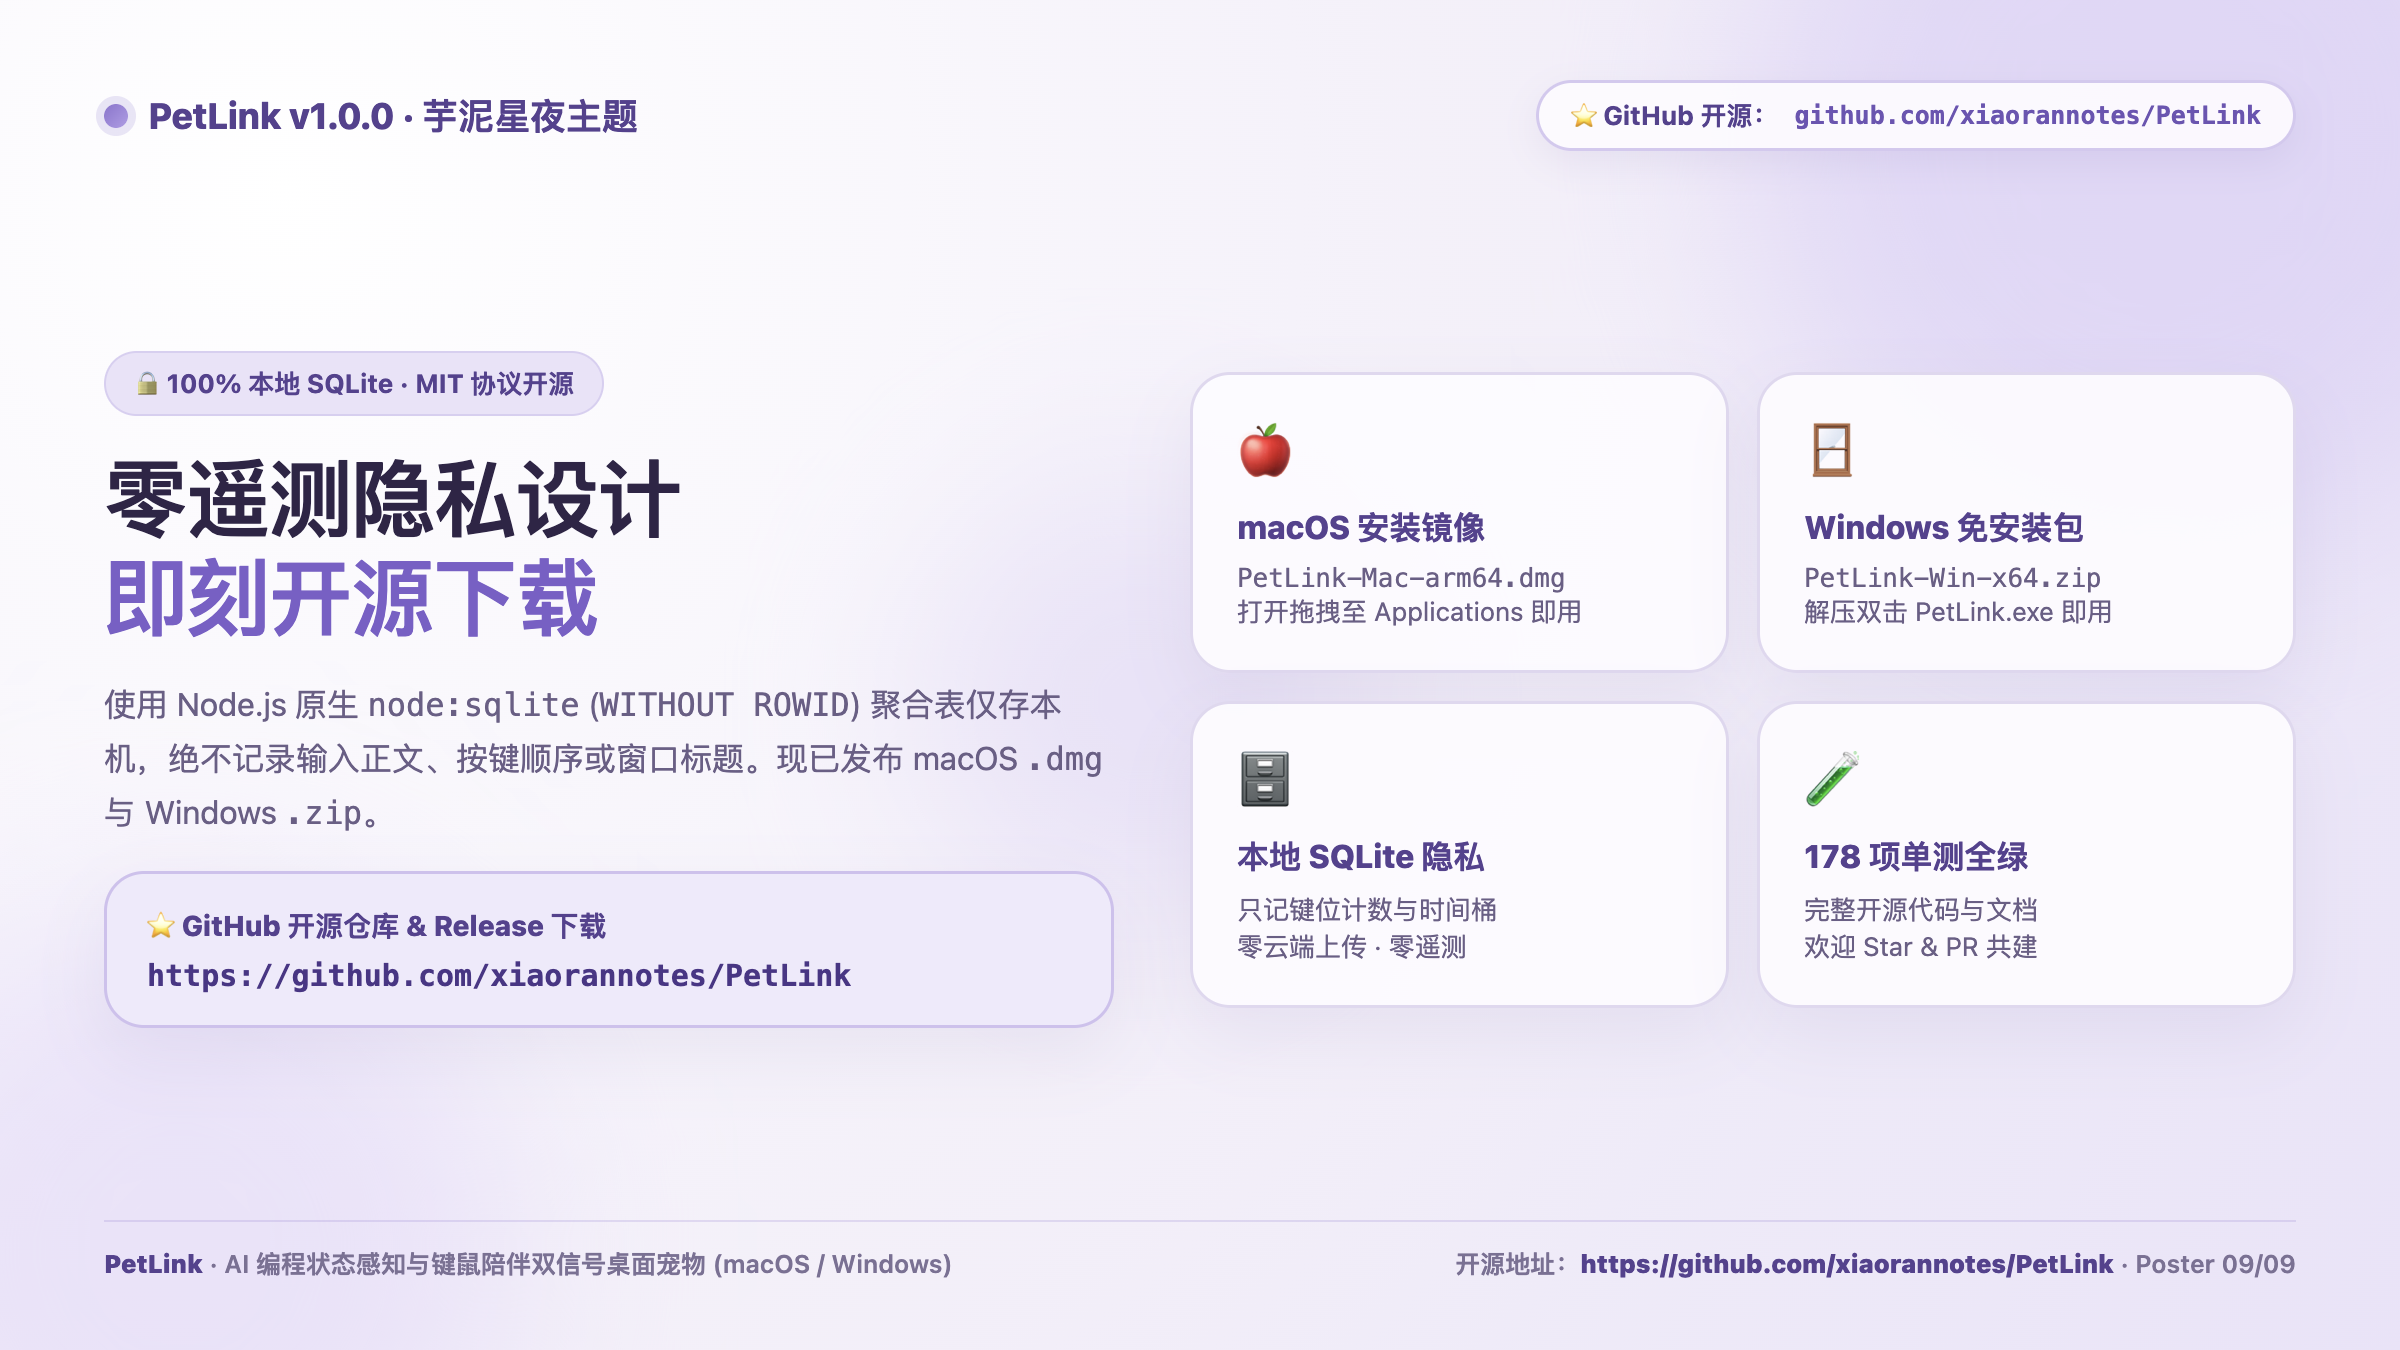 PetLink v1.0.0 · 芋泥星夜主题
⭐ GitHub 开源： github.com/xiaorannotes/PetLink
🔒 100% 本地 SQLite · MIT 协议开源
零遥测隐私设计
即刻开源下载
使用 Node.js 原生 node:sqlite (WITHOUT ROWID) 聚合表仅存本
机，绝不记录输入正文、按键顺序或窗口标题。现已发布 macOS .dmg
与 Windows .zip。
⭐ GitHub 开源仓库 & Release 下载
https://github.com/xiaorannotes/PetLink
macOS 安装镜像
PetLink-Mac-arm64.dmg
打开拖拽至 Applications 即用
Windows 免安装包
PetLink-Win-x64.zip
解压双击 PetLink.exe 即用
本地 SQLite 隐私
只记键位计数与时间桶
零云端上传 · 零遥测
178 项单测全绿
完整开源代码与文档
欢迎 Star & PR 共建
PetLink · AI 编程状态感知与键鼠陪伴双信号桌面宠物 (macOS / Windows)
开源地址：https://github.com/xiaorannotes/PetLink · Poster 09/09